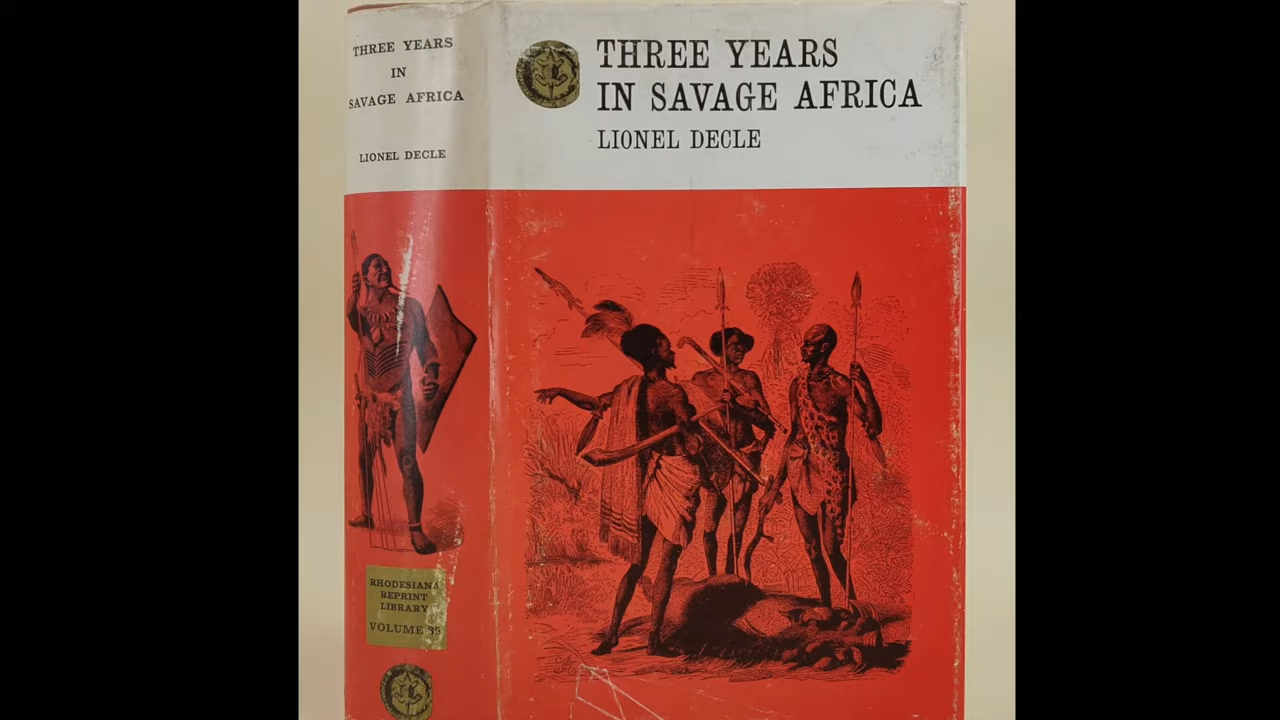 THREE YEARS
IN
SAVAGE AFRICA
LIONEL DECLE
RHODESIANA
REPRINT
LIBRARY
VOLUME 35
THREE YEARS
IN SAVAGE AFRICA
LIONEL DECLE